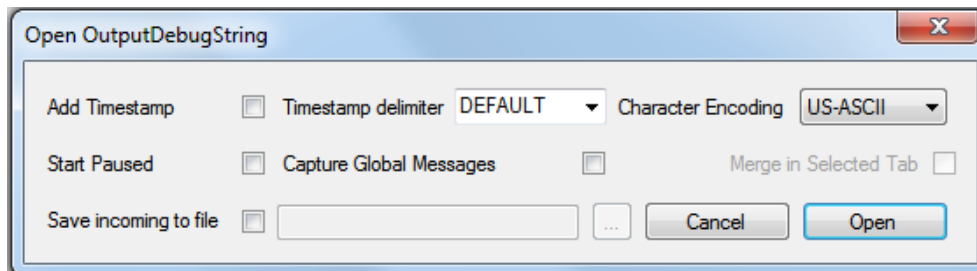 Open OutputDebugString
Add Timestamp Timestamp delimiter DEFAULT Character Encoding US-ASCII
Start Paused Capture Global Messages Merge in Selected Tab
Save incoming to file ... Cancel Open